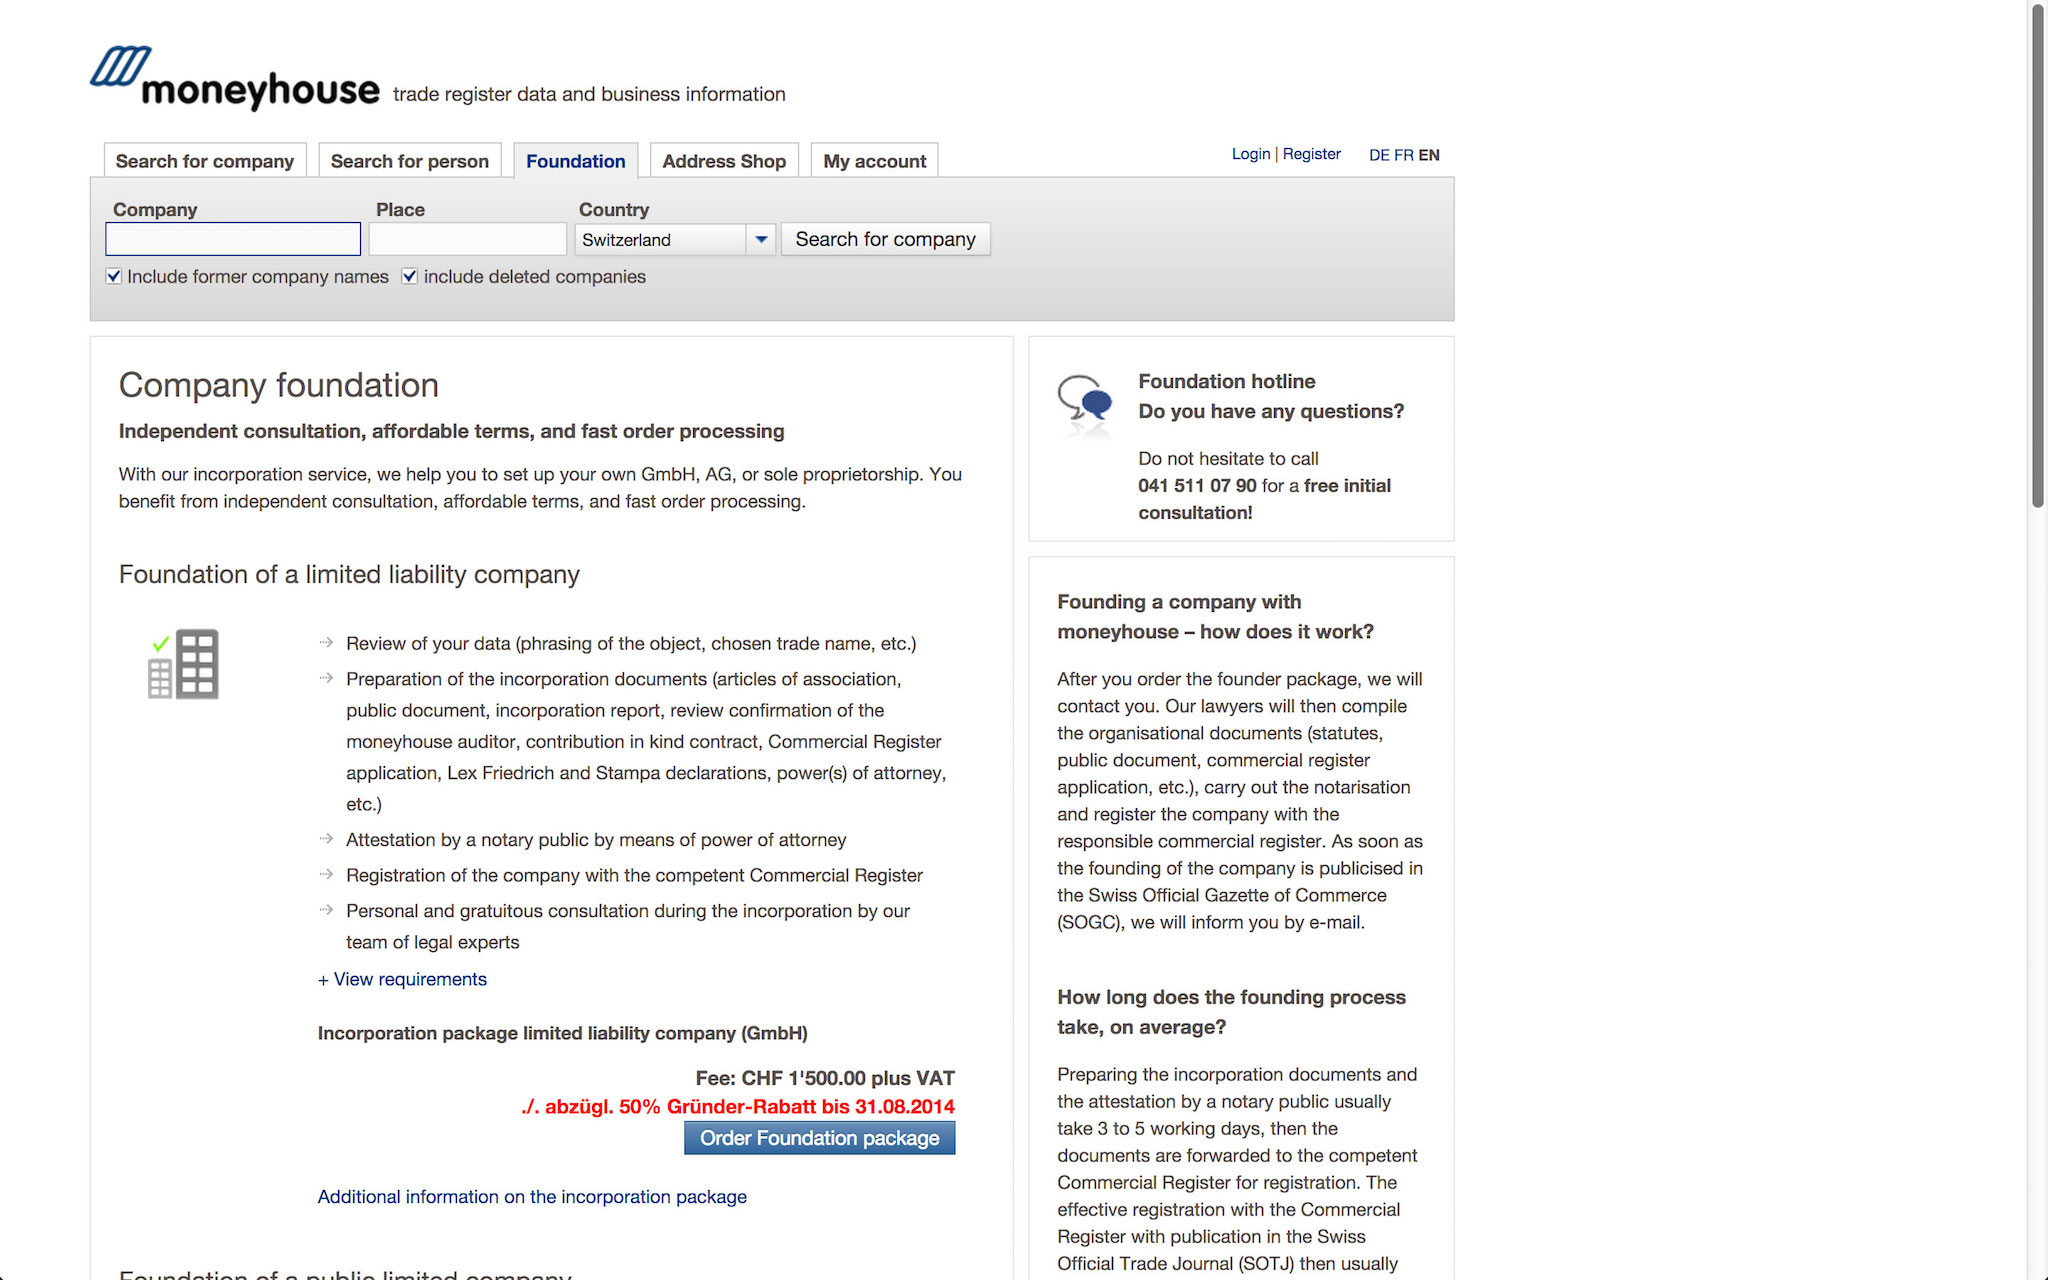 moneyhouse trade register data and business information
Search for company
Search for person
Foundation
Address Shop
My account
Login | Register
DE FR EN
Company
Place
Country
Switzerland
Search for company
Include former company names
include deleted companies
Company foundation
Independent consultation, affordable terms, and fast order processing
With our incorporation service, we help you to set up your own GmbH, AG, or sole proprietorship. You
benefit from independent consultation, affordable terms, and fast order processing.
Foundation of a limited liability company
Review of your data (phrasing of the object, chosen trade name, etc.)
Preparation of the incorporation documents (articles of association,
public document, incorporation report, review confirmation of the
moneyhouse auditor, contribution in kind contract, Commercial Register
application, Lex Friedrich and Stampa declarations, power(s) of attorney,
etc.)
Attestation by a notary public by means of power of attorney
Registration of the company with the competent Commercial Register
Personal and gratuitous consultation during the incorporation by our
team of legal experts
+ View requirements
Incorporation package limited liability company (GmbH)
Fee: CHF 1'500.00 plus VAT
./. abzügl. 50% Gründer-Rabatt bis 31.08.2014
Order Foundation package
Additional information on the incorporation package
Foundation of a public limited company
Foundation hotline
Do you have any questions?
Do not hesitate to call
041 511 07 90 for a free initial
consultation!
Founding a company with
moneyhouse – how does it work?
After you order the founder package, we will
contact you. Our lawyers will then compile
the organisational documents (statutes,
public document, commercial register
application, etc.), carry out the notarisation
and register the company with the
responsible commercial register. As soon as
the founding of the company is publicised in
the Swiss Official Gazette of Commerce
(SOGC), we will inform you by e-mail.
How long does the founding process
take, on average?
Preparing the incorporation documents and
the attestation by a notary public usually
take 3 to 5 working days, then the
documents are forwarded to the competent
Commercial Register for registration. The
effective registration with the Commercial
Register with publication in the Swiss
Official Trade Journal (SOTJ) then usually